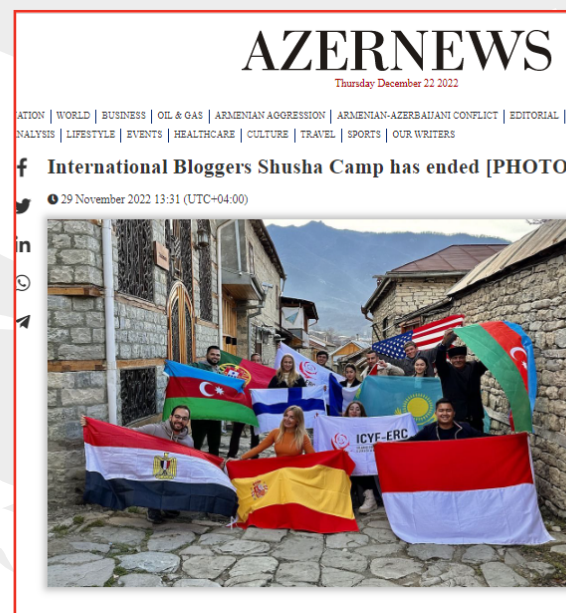 AZERNEWS
Thursday December 22 2022
ATION | WORLD | BUSINESS | OIL & GAS | ARMENIAN AGGRESSION | ARMENIAN-AZERBAIJANI CONFLICT | EDITORIAL |
NALYSIS | LIFESTYLE | EVENTS | HEALTHCARE | CULTURE | TRAVEL | SPORTS | OUR WRITERS
International Bloggers Shusha Camp has ended [PHOTO
29 November 2022 13:31 (UTC+04:00)
ICYF-ERC